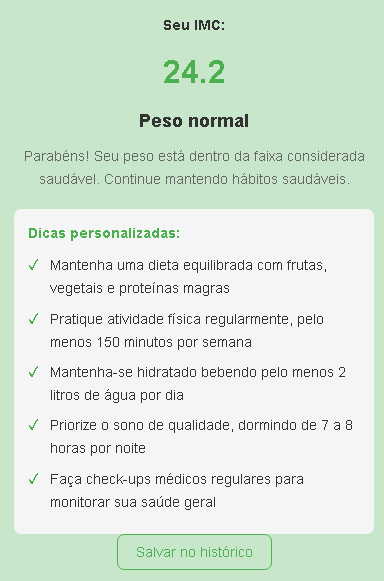 Seu IMC:
24.2
Peso normal
Parabéns! Seu peso está dentro da faixa considerada
saudável. Continue mantendo hábitos saudáveis.
Dicas personalizadas:
✓ Mantenha uma dieta equilibrada com frutas,
vegetais e proteínas magras
✓ Pratique atividade física regularmente, pelo
menos 150 minutos por semana
✓ Mantenha-se hidratado bebendo pelo menos 2
litros de água por dia
✓ Priorize o sono de qualidade, dormindo de 7 a 8
horas por noite
✓ Faça check-ups médicos regulares para
monitorar sua saúde geral
Salvar no histórico